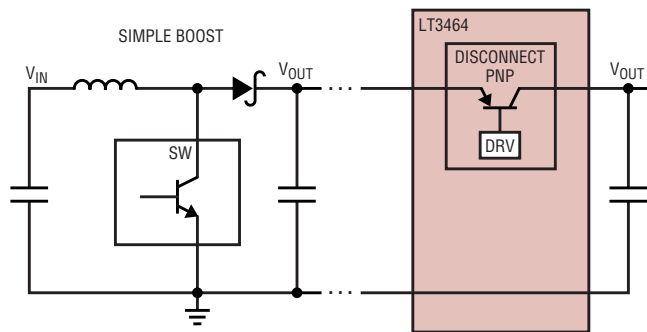 SIMPLE BOOST
LT3464
DISCONNECT
PNP
VIN
VOUT
VOUT
SW
DRV